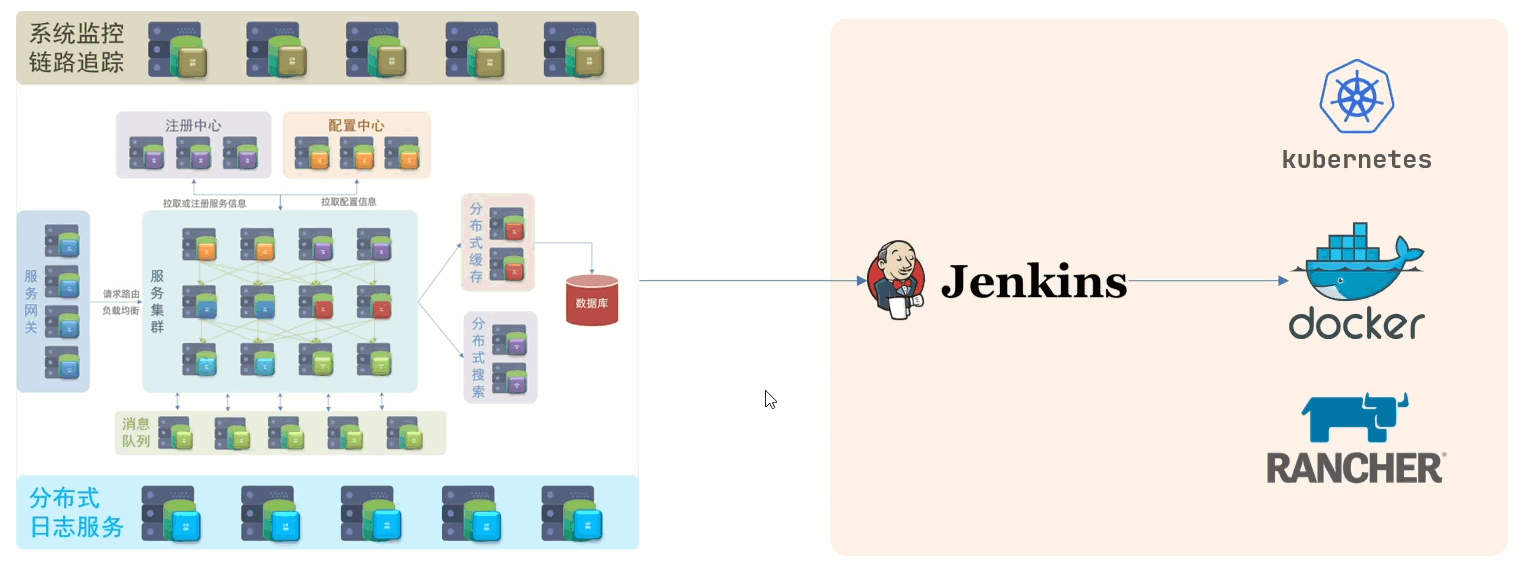 系统监控
链路追踪
注册中心
配置中心
拉取或注册服务信息
拉取配置信息
服务网关
请求路由
负载均衡
服务集群
分布式缓存
数据库
分布式搜索
消息
队列
分布式
日志服务
Jenkins
kubernetes
docker
RANCHER®